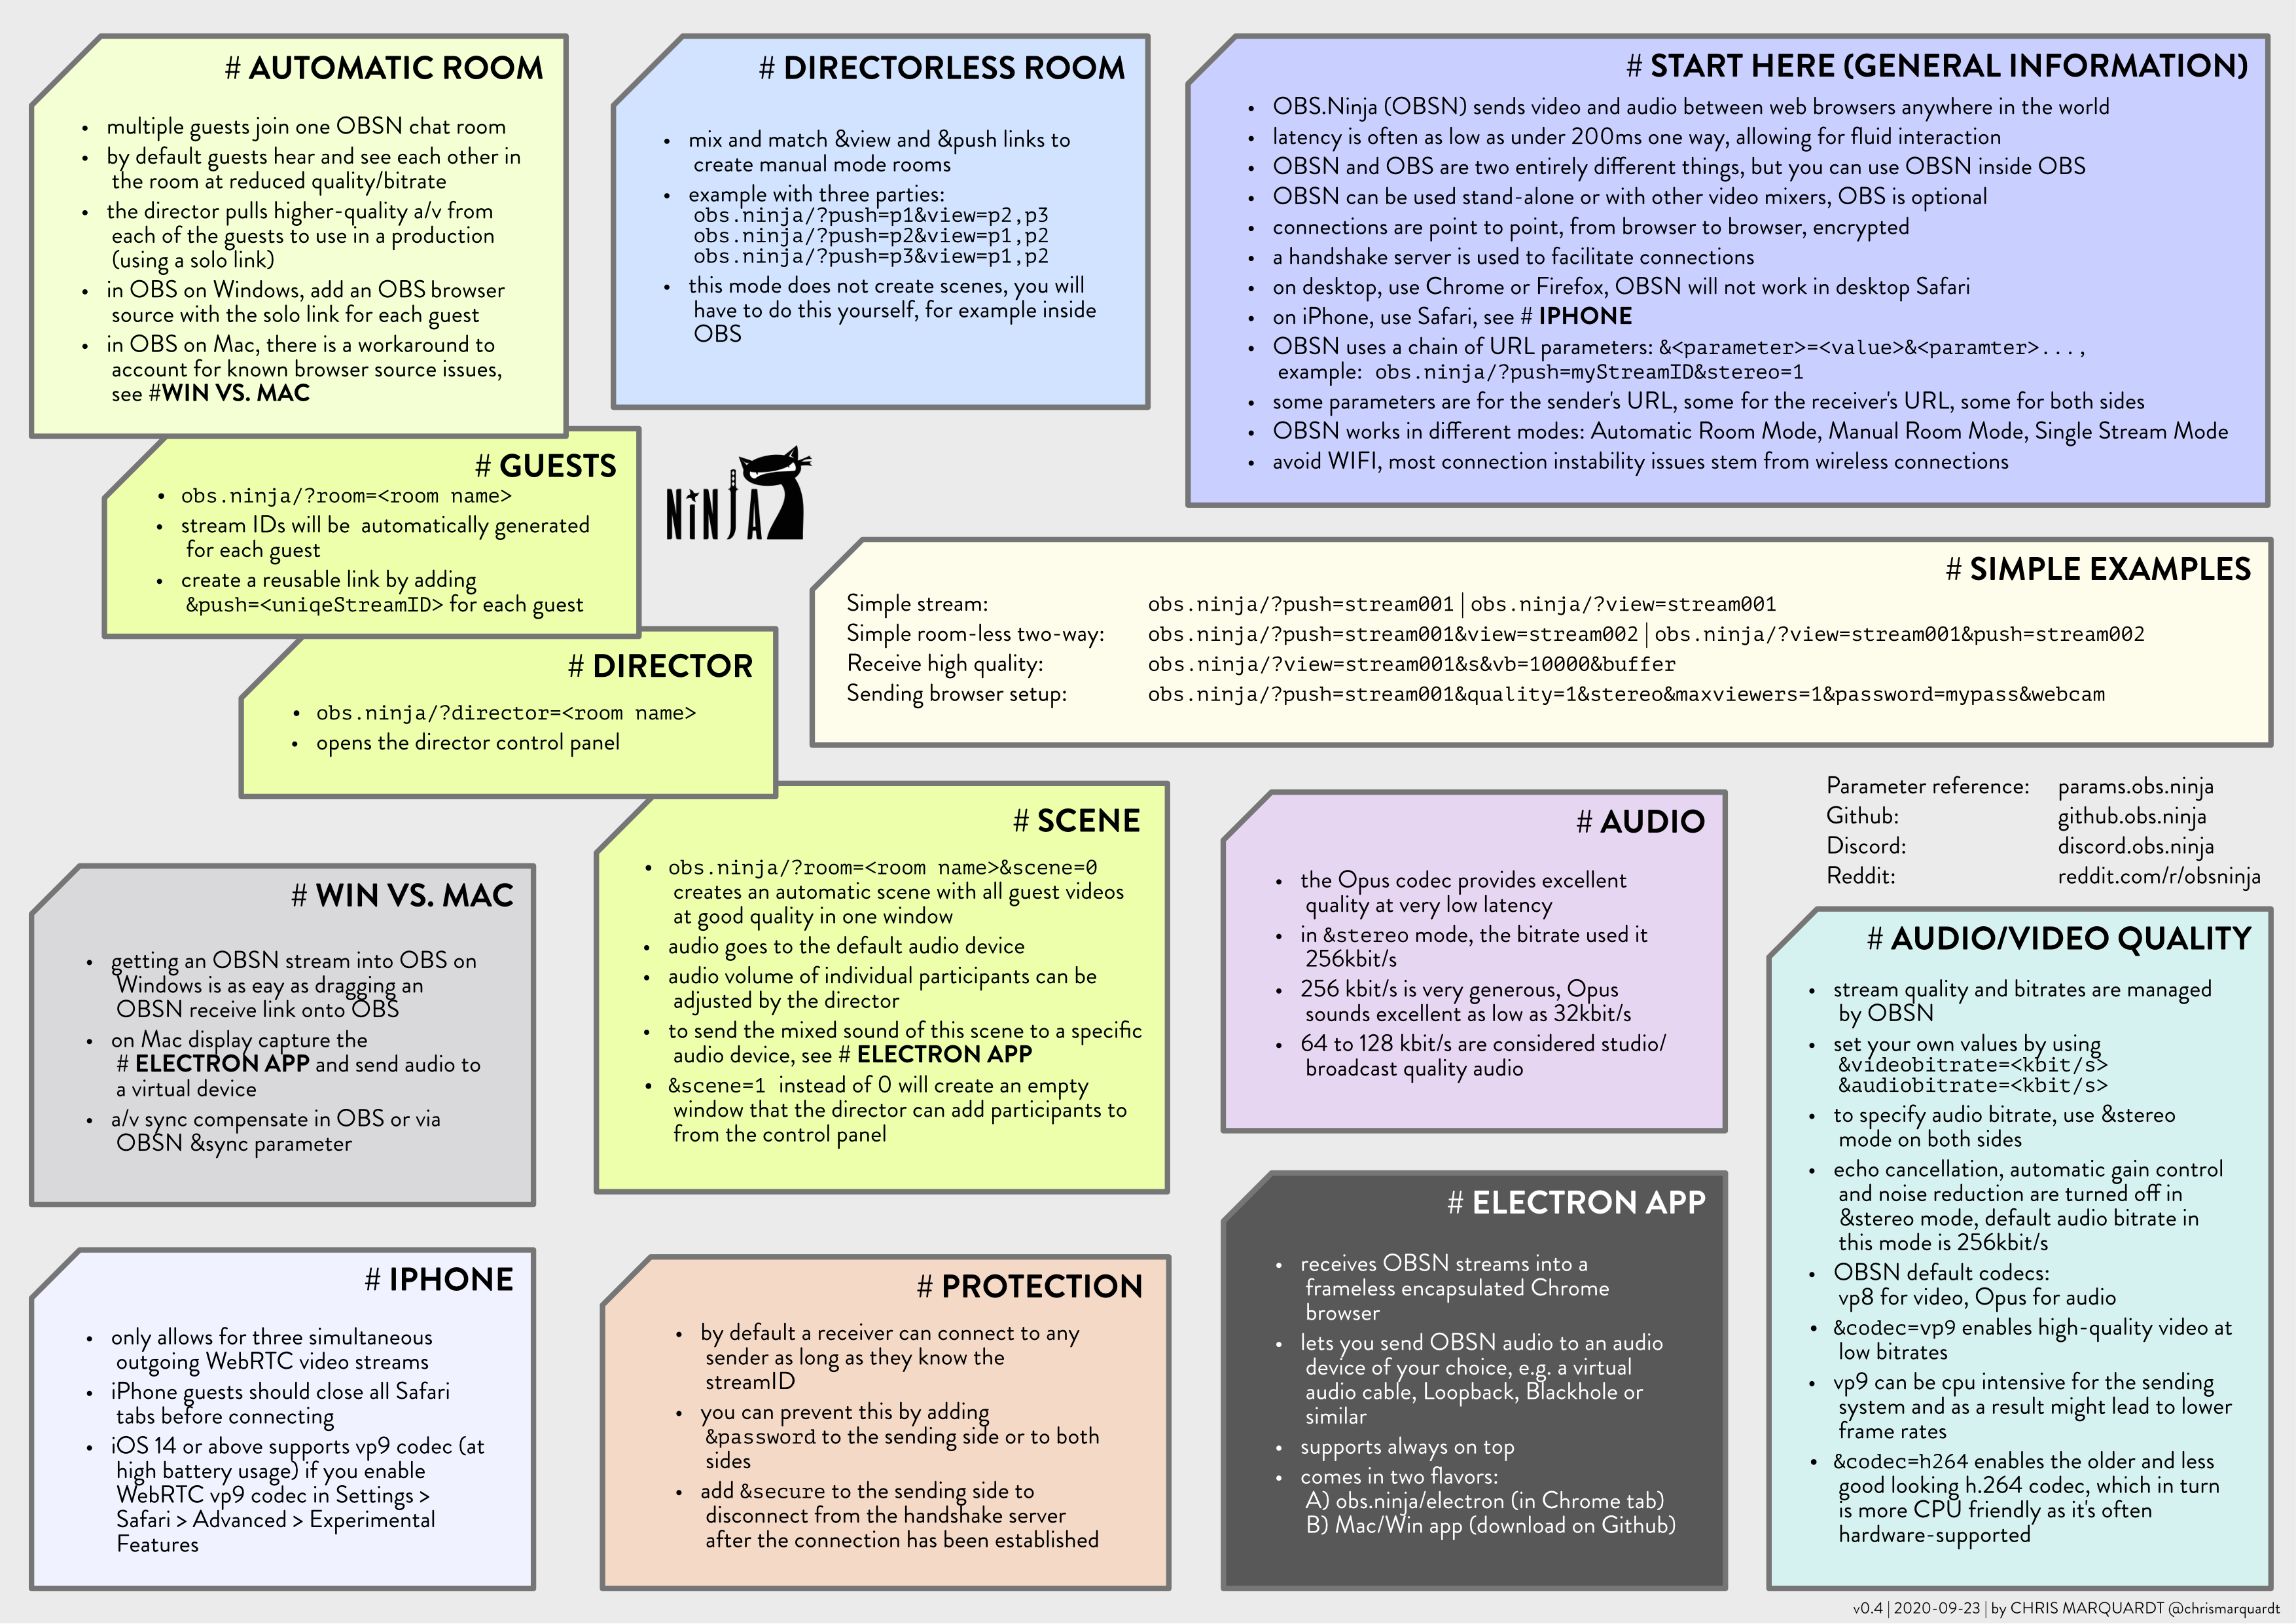 # AUTOMATIC ROOM
• multiple guests join one OBSN chat room
• by default guests hear and see each other in
the room at reduced quality/bitrate
• the director pulls higher-quality a/v from
each of the guests to use in a production
(using a solo link)
• in OBS on Windows, add an OBS browser
source with the solo link for each guest
• in OBS on Mac, there is a workaround to
account for known browser source issues,
see #WIN VS. MAC
# GUESTS
• obs.ninja/?room=<room name>
• stream IDs will be  automatically generated
for each guest
• create a reusable link by adding
&push=<uniqeStreamID> for each guest
# DIRECTOR
• obs.ninja/?director=<room name>
• opens the director control panel
# SCENE
• obs.ninja/?room=<room name>&scene=0
creates an automatic scene with all guest videos
at good quality in one window
• audio goes to the default audio device
• audio volume of individual participants can be
adjusted by the director
• to send the mixed sound of this scene to a specific
audio device, see # ELECTRON APP
• &scene=1  instead of 0 will create an empty
window that the director can add participants to
from the control panel
# DIRECTORLESS ROOM
• mix and match &view and &push links to
create manual mode rooms
• example with three parties:
obs.ninja/?push=p1&view=p2,p3
obs.ninja/?push=p2&view=p1,p2
obs.ninja/?push=p3&view=p1,p2
• this mode does not create scenes, you will
have to do this yourself, for example inside
OBS
NiNJA
# START HERE (GENERAL INFORMATION)
• OBS.Ninja (OBSN) sends video and audio between web browsers anywhere in the world
• latency is often as low as under 200ms one way, allowing for fluid interaction
• OBSN and OBS are two entirely different things, but you can use OBSN inside OBS
• OBSN can be used stand-alone or with other video mixers, OBS is optional
• connections are point to point, from browser to browser, encrypted
• a handshake server is used to facilitate connections
• on desktop, use Chrome or Firefox, OBSN will not work in desktop Safari
• on iPhone, use Safari, see # IPHONE
• OBSN uses a chain of URL parameters: &<parameter>=<value>&<paramter>...,
example: obs.ninja/?push=myStreamID&stereo=1
• some parameters are for the sender's URL, some for the receiver's URL, some for both sides
• OBSN works in different modes: Automatic Room Mode, Manual Room Mode, Single Stream Mode
• avoid WIFI, most connection instability issues stem from wireless connections
# SIMPLE EXAMPLES
Simple stream: obs.ninja/?push=stream001 | obs.ninja/?view=stream001
Simple room-less two-way: obs.ninja/?push=stream001&view=stream002 | obs.ninja/?view=stream001&push=stream002
Receive high quality: obs.ninja/?view=stream001&s&vb=10000&buffer
Sending browser setup: obs.ninja/?push=stream001&quality=1&stereo&maxviewers=1&password=mypass&webcam
Parameter reference: params.obs.ninja
Github: github.obs.ninja
Discord: discord.obs.ninja
Reddit: reddit.com/r/obsninja
# WIN VS. MAC
• getting an OBSN stream into OBS on
Windows is as eay as dragging an
OBSN receive link onto OBS
• on Mac display capture the
# ELECTRON APP and send audio to
a virtual device
• a/v sync compensate in OBS or via
OBSN &sync parameter
# IPHONE
• only allows for three simultaneous
outgoing WebRTC video streams
• iPhone guests should close all Safari
tabs before connecting
• iOS 14 or above supports vp9 codec (at
high battery usage) if you enable
WebRTC vp9 codec in Settings >
Safari > Advanced > Experimental
Features
# PROTECTION
• by default a receiver can connect to any
sender as long as they know the
streamID
• you can prevent this by adding
&password to the sending side or to both
sides
• add &secure to the sending side to
disconnect from the handshake server
after the connection has been established
# AUDIO
• the Opus codec provides excellent
quality at very low latency
• in &stereo mode, the bitrate used it
256kbit/s
• 256 kbit/s is very generous, Opus
sounds excellent as low as 32kbit/s
• 64 to 128 kbit/s are considered studio/
broadcast quality audio
# ELECTRON APP
• receives OBSN streams into a
frameless encapsulated Chrome
browser
• lets you send OBSN audio to an audio
device of your choice, e.g. a virtual
audio cable, Loopback, Blackhole or
similar
• supports always on top
• comes in two flavors:
A) obs.ninja/electron (in Chrome tab)
B) Mac/Win app (download on Github)
# AUDIO/VIDEO QUALITY
• stream quality and bitrates are managed
by OBSN
• set your own values by using
&videobitrate=<kbit/s>
&audiobitrate=<kbit/s>
• to specify audio bitrate, use &stereo
mode on both sides
• echo cancellation, automatic gain control
and noise reduction are turned off in
&stereo mode, default audio bitrate in
this mode is 256kbit/s
• OBSN default codecs:
vp8 for video, Opus for audio
• &codec=vp9 enables high-quality video at
low bitrates
• vp9 can be cpu intensive for the sending
system and as a result might lead to lower
frame rates
• &codec=h264 enables the older and less
good looking h.264 codec, which in turn
is more CPU friendly as it's often
hardware-supported
v0.4 | 2020-09-23 | by CHRIS MARQUARDT @chrismarquardt